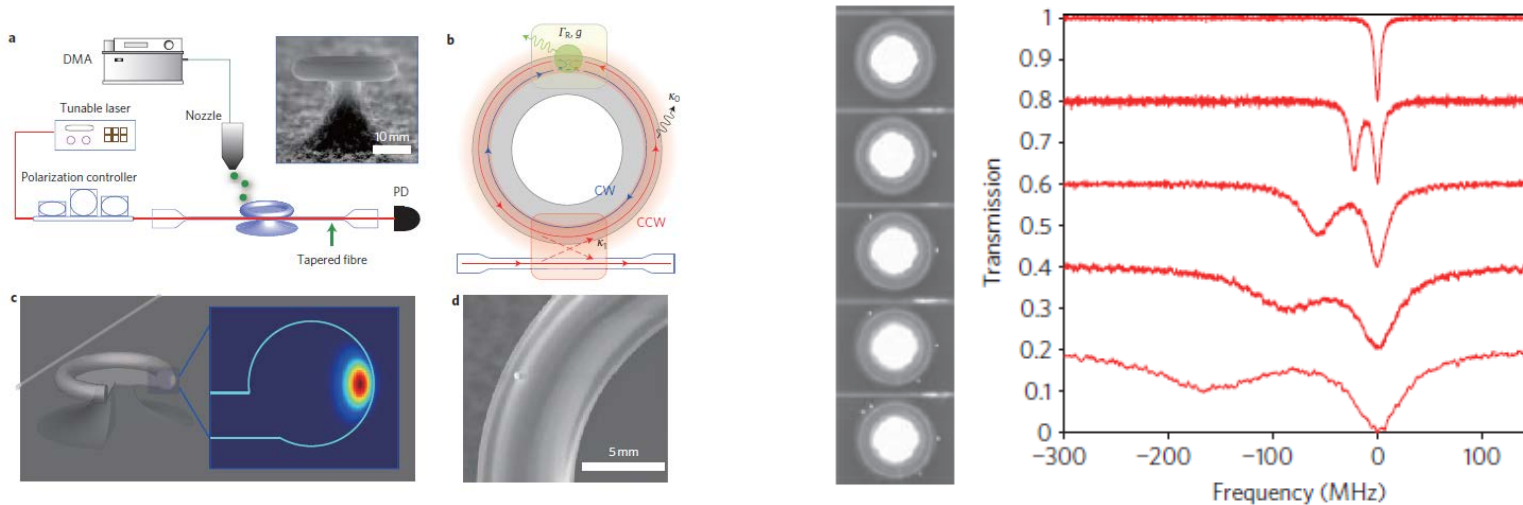 a
DMA
Tunable laser
Nozzle
10 mm
Polarization controller
PD
Tapered fibre
b
Γ_R, g
κ_0
CW
CCW
κ_1
c
d
5 mm
Transmission
1
0.9
0.8
0.7
0.6
0.5
0.4
0.3
0.2
0.1
0
−300
−200
−100
0
100
Frequency (MHz)